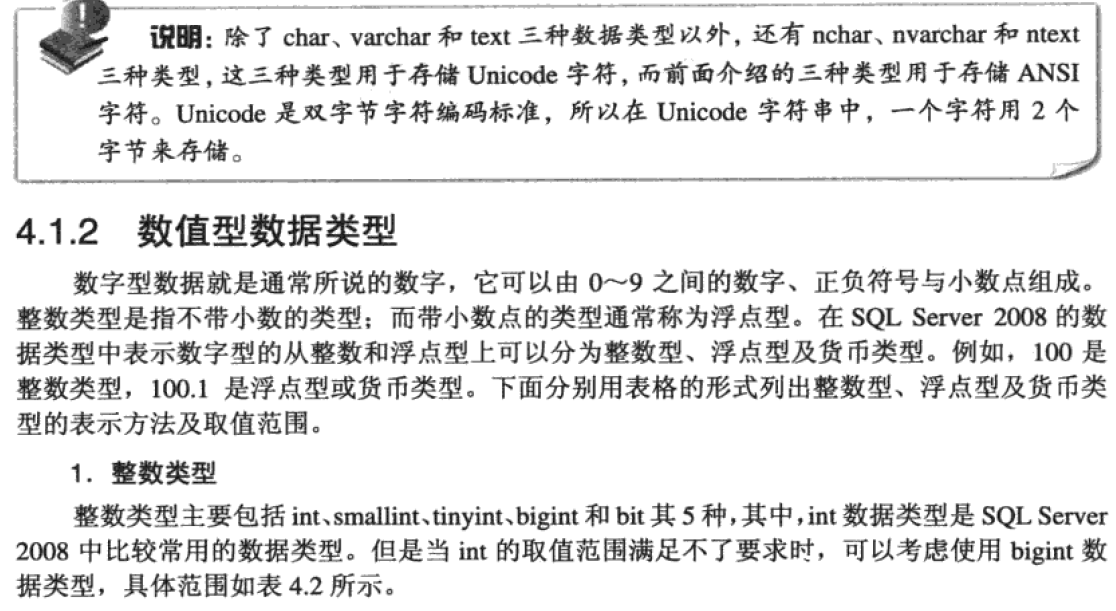 说明：除了 char、varchar 和 text 三种数据类型以外，还有 nchar、nvarchar 和 ntext
三种类型，这三种类型用于存储 Unicode 字符，而前面介绍的三种类型用于存储 ANSI
字符。Unicode 是双字节字符编码标准，所以在 Unicode 字符串中，一个字符用 2 个
字节来存储。
4.1.2 数值型数据类型
数字型数据就是通常所说的数字，它可以由 0～9 之间的数字、正负符号与小数点组成。
整数类型是指不带小数的类型；而带小数点的类型通常称为浮点型。在 SQL Server 2008 的数
据类型中表示数字型的从整数和浮点型上可以分为整数型、浮点型及货币类型。例如，100 是
整数类型，100.1 是浮点型或货币类型。下面分别用表格的形式列出整数型、浮点型及货币类
型的表示方法及取值范围。
1．整数类型
整数类型主要包括 int、smallint、tinyint、bigint 和 bit 其 5 种，其中，int 数据类型是 SQL Server
2008 中比较常用的数据类型。但是当 int 的取值范围满足不了要求时，可以考虑使用 bigint 数
据类型，具体范围如表 4.2 所示。